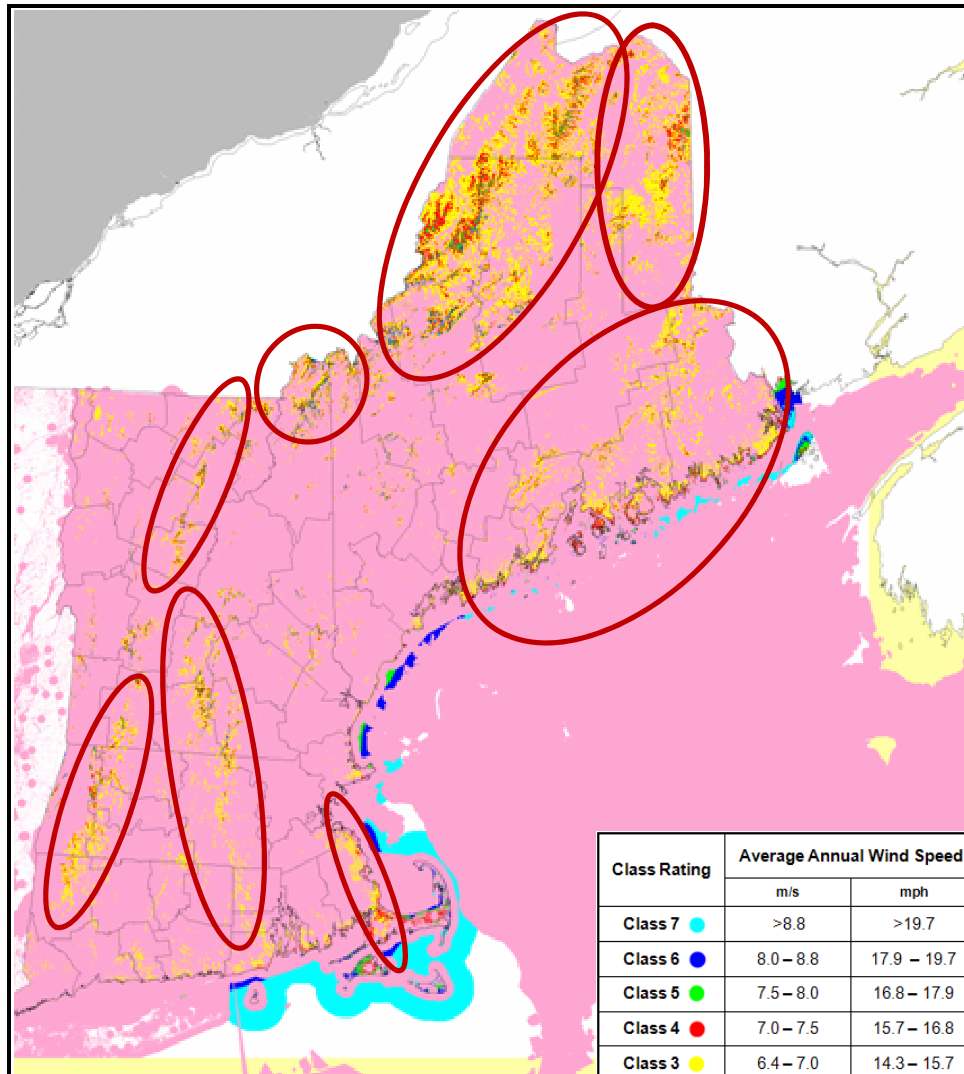 Class Rating Average Annual Wind Speed
m/s mph
Class 7 >8.8 >19.7
Class 6 8.0 – 8.8 17.9 – 19.7
Class 5 7.5 – 8.0 16.8 – 17.9
Class 4 7.0 – 7.5 15.7 – 16.8
Class 3 6.4 – 7.0 14.3 – 15.7